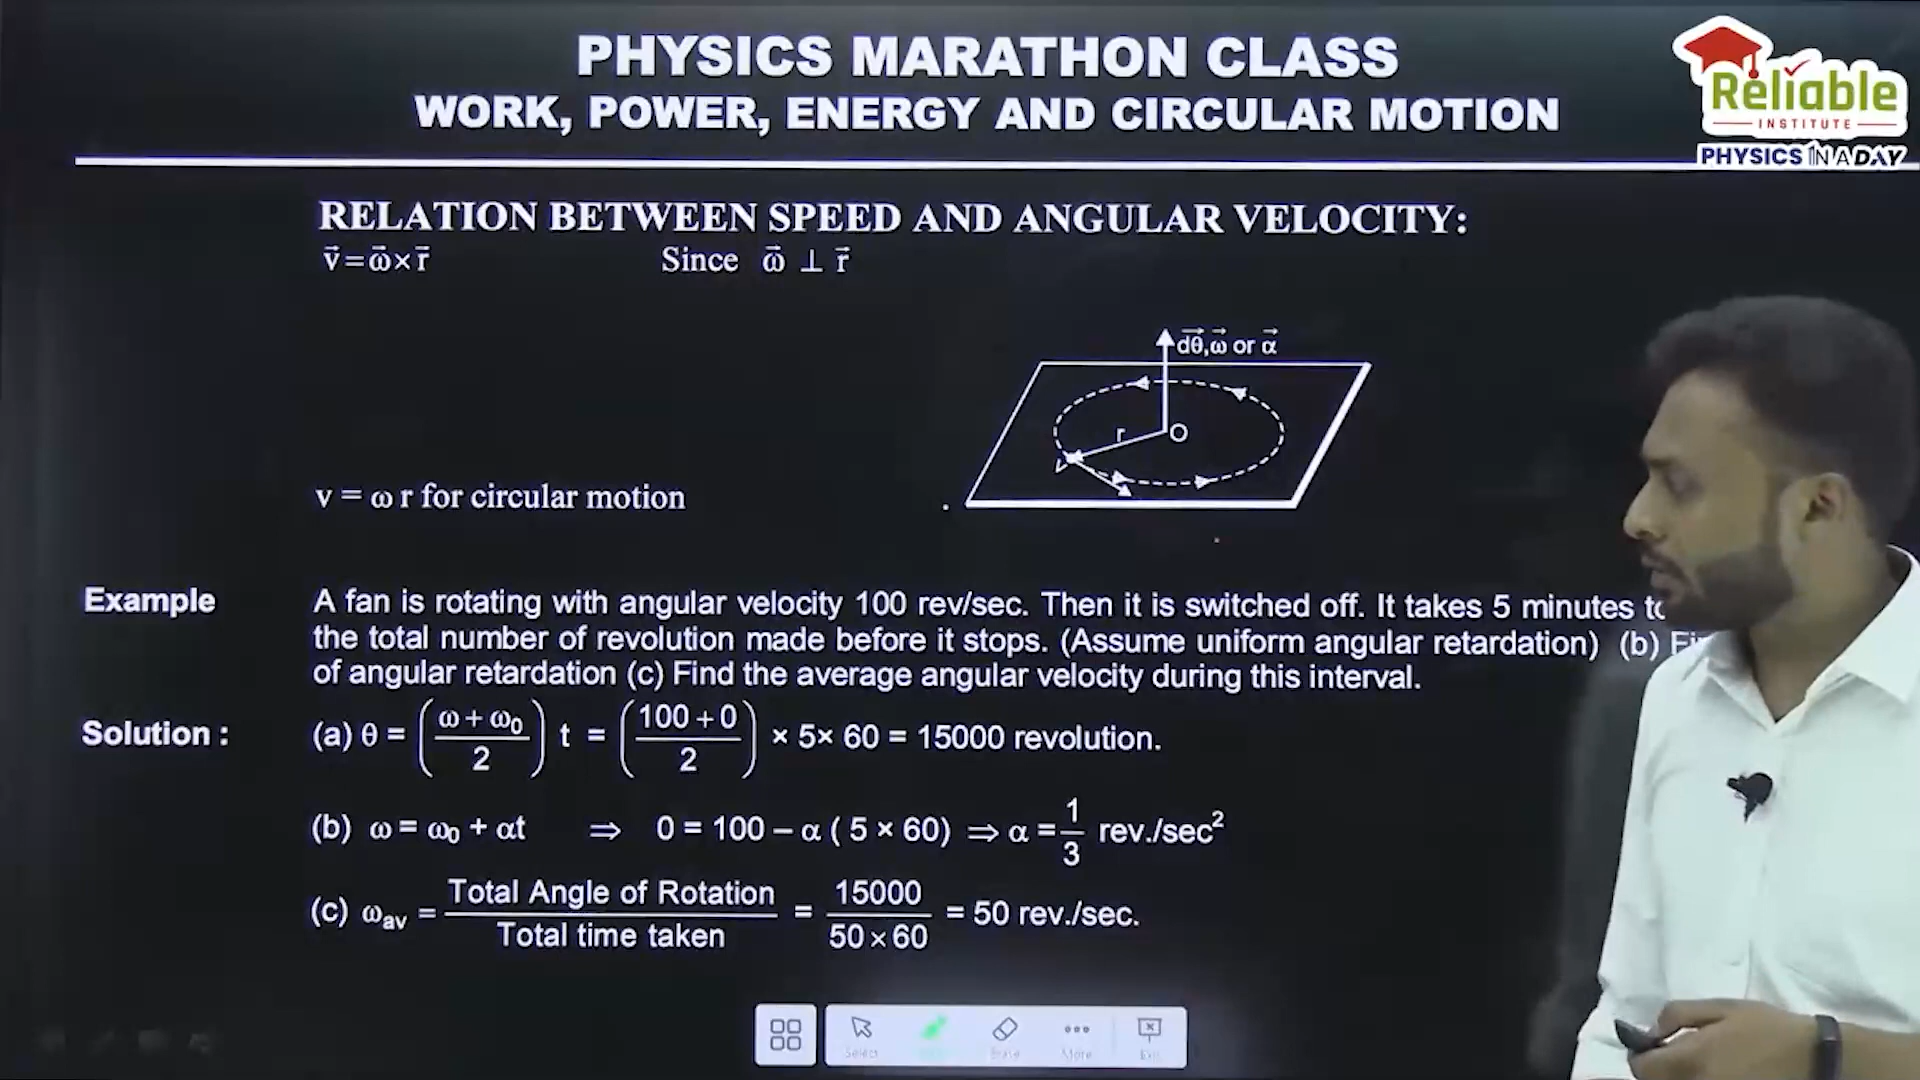 PHYSICS MARATHON CLASS
WORK, POWER, ENERGY AND CIRCULAR MOTION
Reliable
INSTITUTE
PHYSICS IN A DAY
RELATION BETWEEN SPEED AND ANGULAR VELOCITY:
v⃗ = ω⃗ × r⃗ Since ω⃗ ⊥ r⃗
dθ⃗, ω⃗ or α⃗
r O
v = ω r for circular motion
Example A fan is rotating with angular velocity 100 rev/sec. Then it is switched off. It takes 5 minutes
the total number of revolution made before it stops. (Assume uniform angular retardation) (b)
of angular retardation (c) Find the average angular velocity during this interval.
Solution : (a) θ = ((ω + ω₀)/2) t = ((100 + 0)/2) × 5× 60 = 15000 revolution.
(b) ω = ω₀ + αt ⇒ 0 = 100 – α ( 5 × 60) ⇒ α = 1/3 rev./sec²
(c) ωav = Total Angle of Rotation / Total time taken = 15000 / 50 × 60 = 50 rev./sec.
Select Erase More Exit